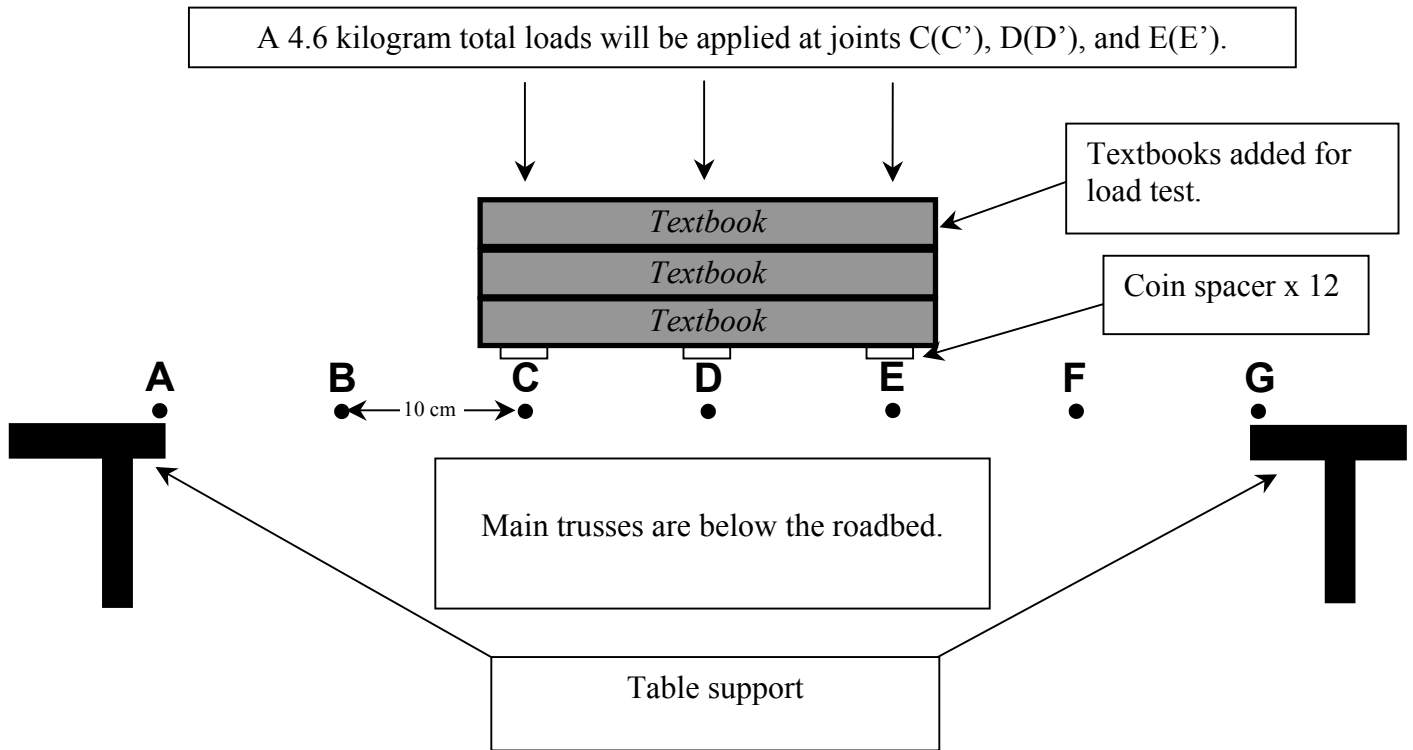 A 4.6 kilogram total loads will be applied at joints C(C’), D(D’), and E(E’).
Textbooks added for
load test.
Textbook
Textbook
Textbook
Coin spacer x 12
A
B
C
D
E
F
G
10 cm
Main trusses are below the roadbed.
Table support